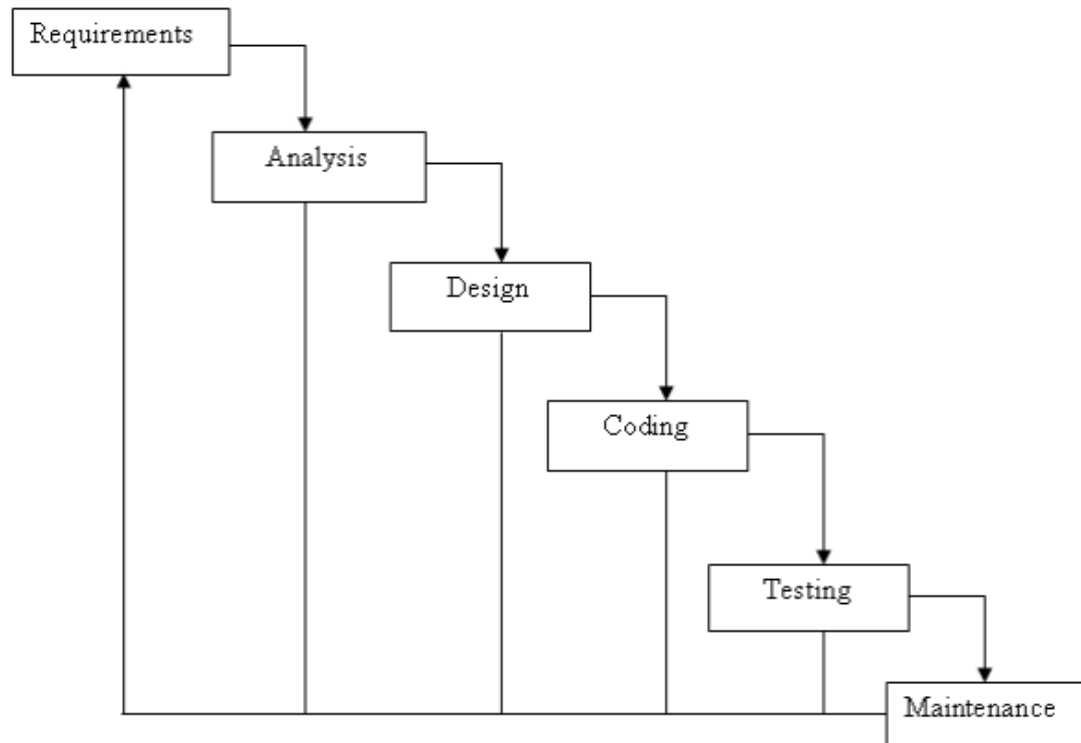 Requirements
Analysis
Design
Coding
Testing
Maintenance